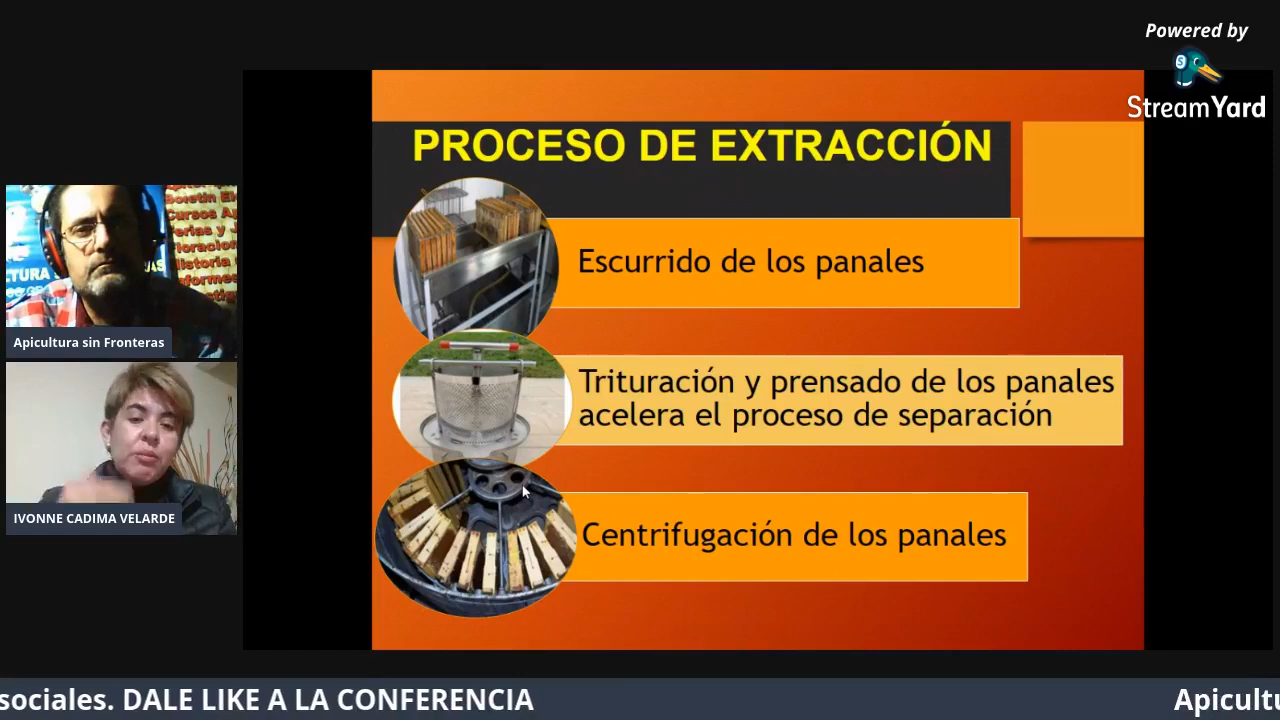 Powered by
StreamYard
PROCESO DE EXTRACCIÓN
Escurrido de los panales
Trituración y prensado de los panales
acelera el proceso de separación
Centrifugación de los panales
Apicultura sin Fronteras
IVONNE CADIMA VELARDE
sociales. DALE LIKE A LA CONFERENCIA
Apicultu